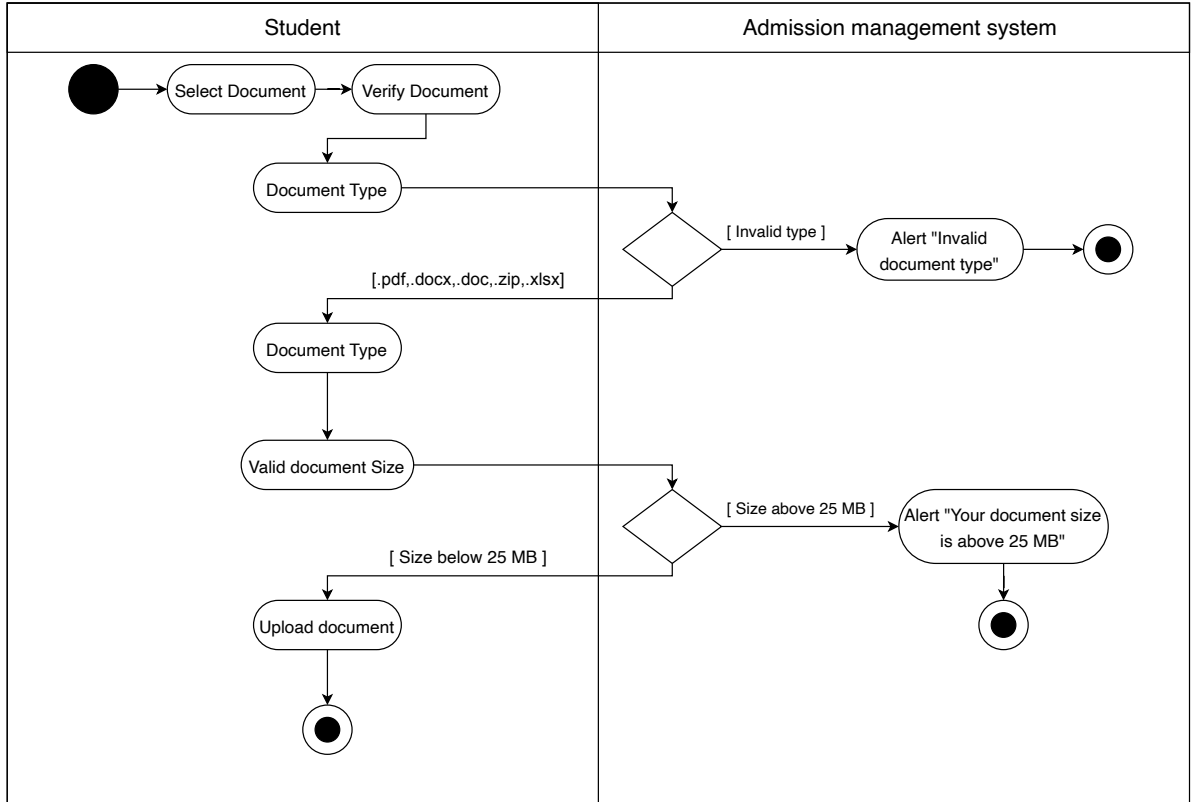 Student
Admission management system
Select Document
Verify Document
Document Type
[ Invalid type ]
Alert "Invalid
document type"
[.pdf,.docx,.doc,.zip,.xlsx]
Document Type
Valid document Size
[ Size above 25 MB ]
Alert "Your document size
is above 25 MB"
[ Size below 25 MB ]
Upload document